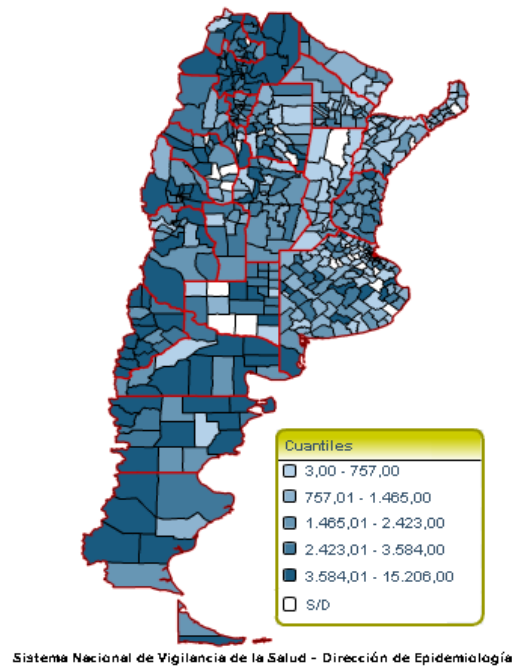 Cuantiles
3,00 - 757,00
757,01 - 1.465,00
1.465,01 - 2.423,00
2.423,01 - 3.584,00
3.584,01 - 15.206,00
S/D
Sistema Nacional de Vigilancia de la Salud - Dirección de Epidemiología